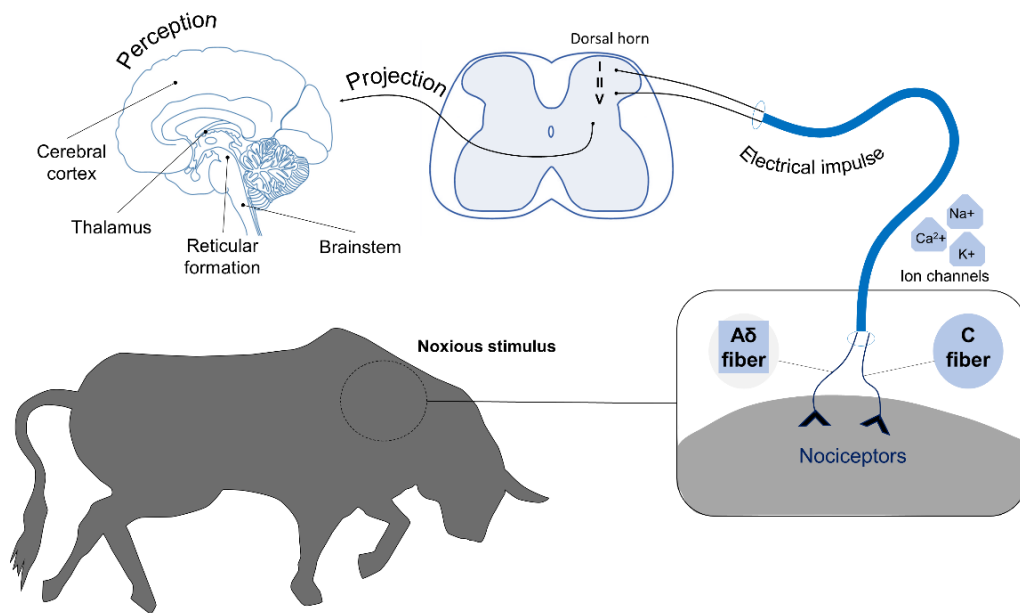 Perception
Cerebral
cortex
Thalamus
Reticular
formation
Brainstem
Projection
Dorsal horn
I
II
V
Electrical impulse
Na+
Ca²⁺
K+
Ion channels
Noxious stimulus
Aδ
fiber
C
fiber
Nociceptors